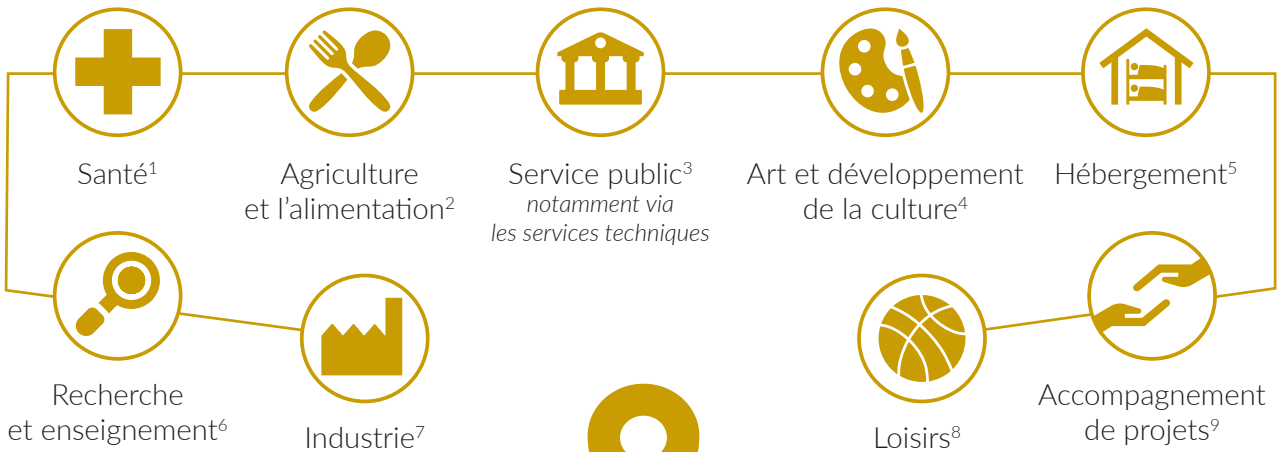 Santé¹
Agriculture
et l’alimentation²
Service public³
notamment via
les services techniques
Art et développement
de la culture⁴
Hébergement⁵
Recherche
et enseignement⁶
Industrie⁷
Loisirs⁸
Accompagnement
de projets⁹